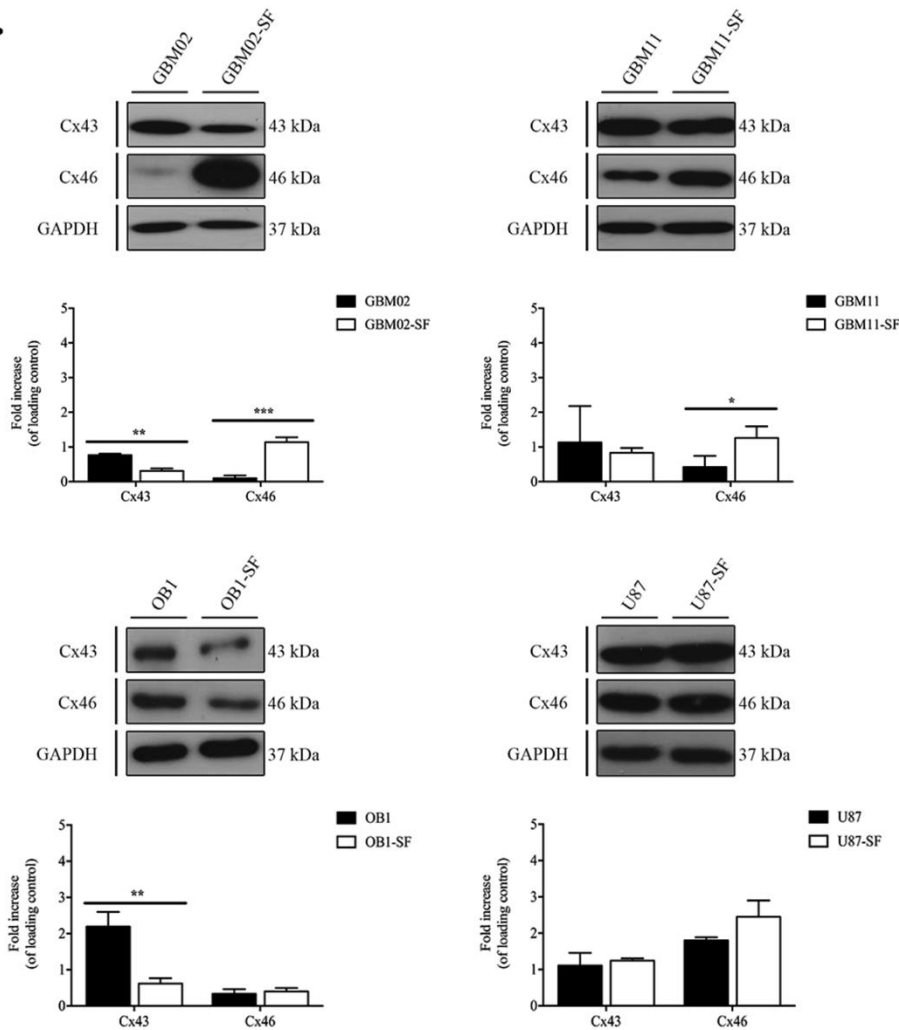 GBM02 GBM02-SF
Cx43 43 kDa
Cx46 46 kDa
GAPDH 37 kDa
GBM11 GBM11-SF
Cx43 43 kDa
Cx46 46 kDa
GAPDH 37 kDa
GBM02
GBM02-SF
Fold increase
(of loading control)
5
4
3
2
1
0
** ***
Cx43 Cx46
GBM11
GBM11-SF
Fold increase
(of loading control)
5
4
3
2
1
0
*
Cx43 Cx46
OB1 OB1-SF
Cx43 43 kDa
Cx46 46 kDa
GAPDH 37 kDa
U87 U87-SF
Cx43 43 kDa
Cx46 46 kDa
GAPDH 37 kDa
OB1
OB1-SF
Fold increase
(of loading control)
5
4
3
2
1
0
**
Cx43 Cx46
U87
U87-SF
Fold increase
(of loading control)
5
4
3
2
1
0
Cx43 Cx46